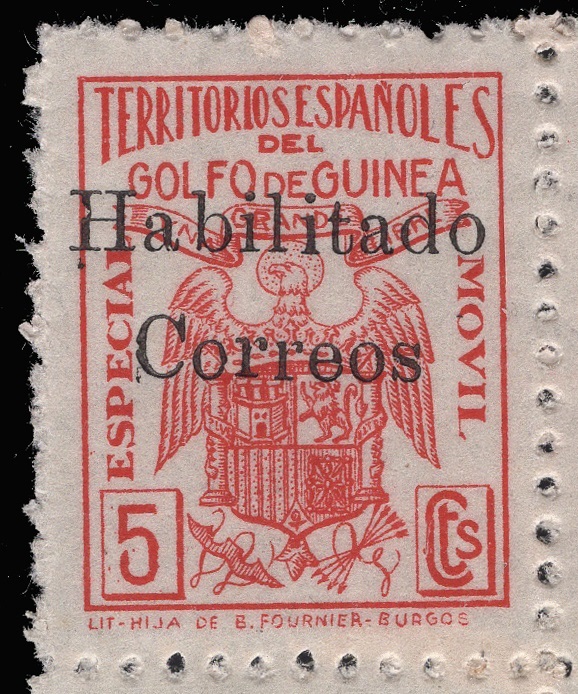 TERRITORIOS ESPAÑOLES
DEL
GOLFO DE GUINEA
Habilitado
Correos
ESPECIAL
MOVIL
5
Cts
LIT-HIJA DE B. FOURNIER-BURGOS